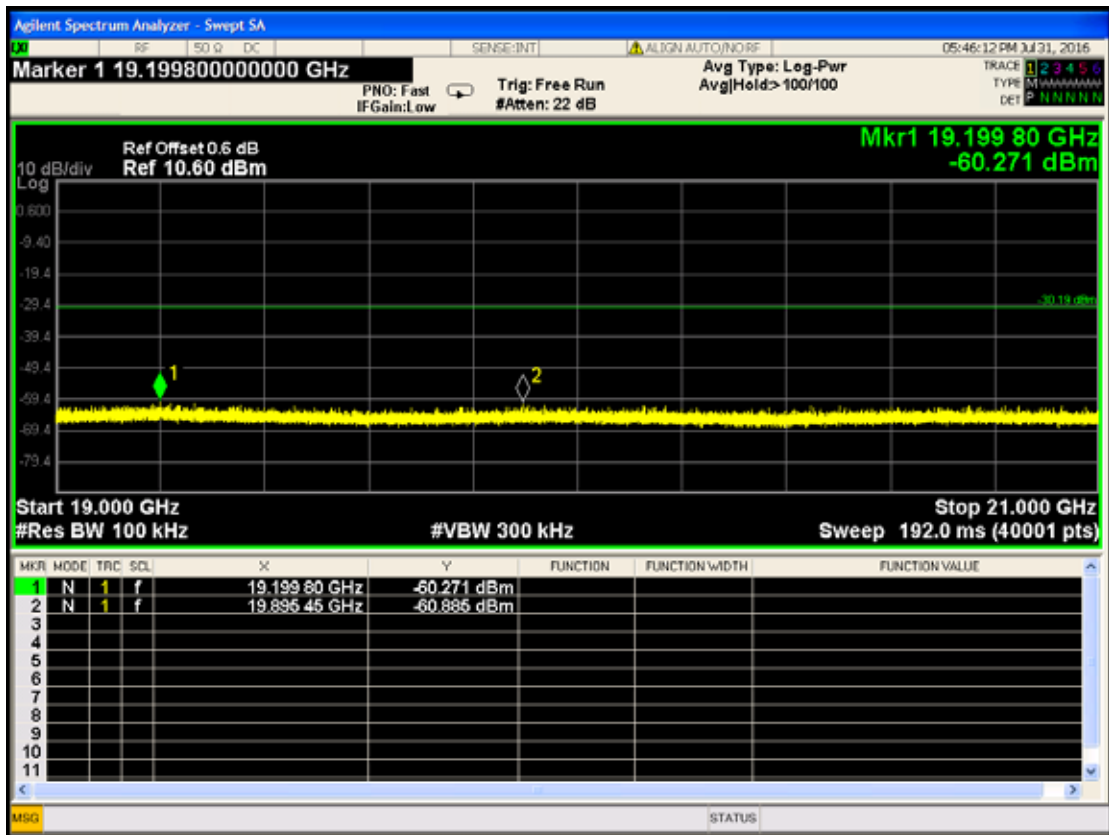 Agilent Spectrum Analyzer - Swept SA
LXI RF 50 Ω DC SENSE:INT ALIGN AUTO/NO RF 05:46:12 PM Jul 31, 2016
Marker 1 19.199800000000 GHz
PNO: Fast
IFGain:Low
Trig: Free Run
#Atten: 22 dB
Avg Type: Log-Pwr
Avg|Hold:> 100/100
TRACE 1 2 3 4 5 6
TYPE M
DET P N N N N N
Mkr1 19.199 80 GHz
-60.271 dBm
Ref Offset 0.6 dB
10 dB/div Ref 10.60 dBm
Log
0.600
-9.40
-19.4
-29.4
-30.19 dBm
-39.4
-49.4
1
2
-59.4
-69.4
-79.4
Start 19.000 GHz Stop 21.000 GHz
#Res BW 100 kHz #VBW 300 kHz Sweep 192.0 ms (40001 pts)
MKR MODE TRC SCL X Y FUNCTION FUNCTION WIDTH FUNCTION VALUE
1 N 1 f 19.199 80 GHz -60.271 dBm
2 N 1 f 19.895 45 GHz -60.885 dBm
3
4
5
6
7
8
9
10
11
MSG STATUS